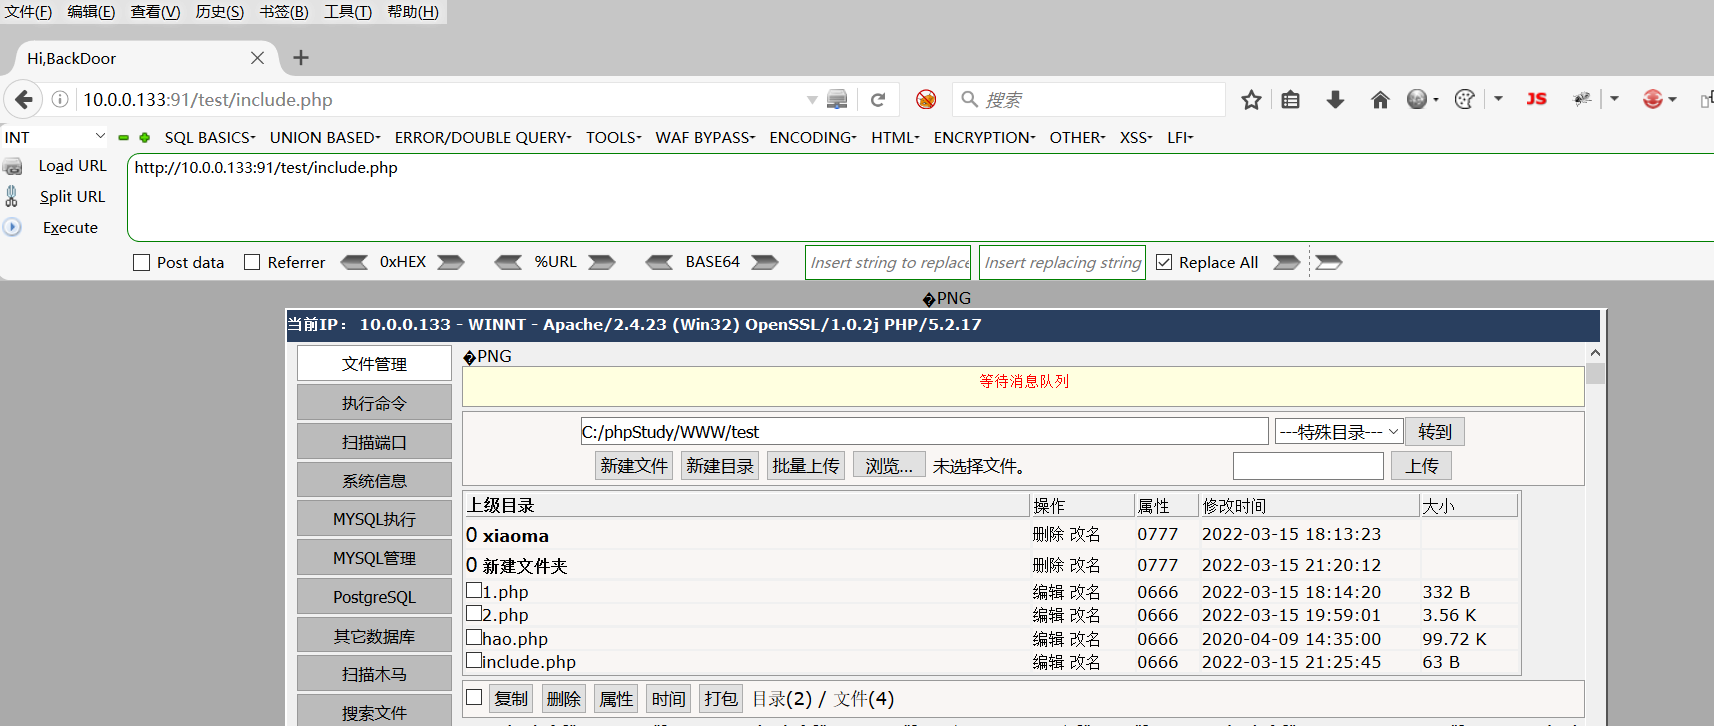 文件(F) 编辑(E) 查看(V) 历史(S) 书签(B) 工具(T) 帮助(H)
Hi,BackDoor
10.0.0.133:91/test/include.php 搜索 JS
INT SQL BASICS UNION BASED ERROR/DOUBLE QUERY TOOLS WAF BYPASS ENCODING HTML ENCRYPTION OTHER XSS LFI
Load URL http://10.0.0.133:91/test/include.php
Split URL
Execute
Post data Referrer 0xHEX %URL BASE64 Insert string to replace Insert replacing string Replace All
�PNG
当前IP： 10.0.0.133 - WINNT - Apache/2.4.23 (Win32) OpenSSL/1.0.2j PHP/5.2.17
文件管理 �PNG
等待消息队列
执行命令
扫描端口 C:/phpStudy/WWW/test ---特殊目录--- 转到
新建文件 新建目录 批量上传 浏览... 未选择文件。 上传
系统信息
上级目录 操作 属性 修改时间 大小
MYSQL执行
0 xiaoma 删除 改名 0777 2022-03-15 18:13:23
MYSQL管理
0 新建文件夹 删除 改名 0777 2022-03-15 21:20:12
PostgreSQL 1.php 编辑 改名 0666 2022-03-15 18:14:20 332 B
2.php 编辑 改名 0666 2022-03-15 19:59:01 3.56 K
其它数据库 hao.php 编辑 改名 0666 2020-04-09 14:35:00 99.72 K
include.php 编辑 改名 0666 2022-03-15 21:25:45 63 B
扫描木马
复制 删除 属性 时间 打包 目录(2) / 文件(4)
搜索文件